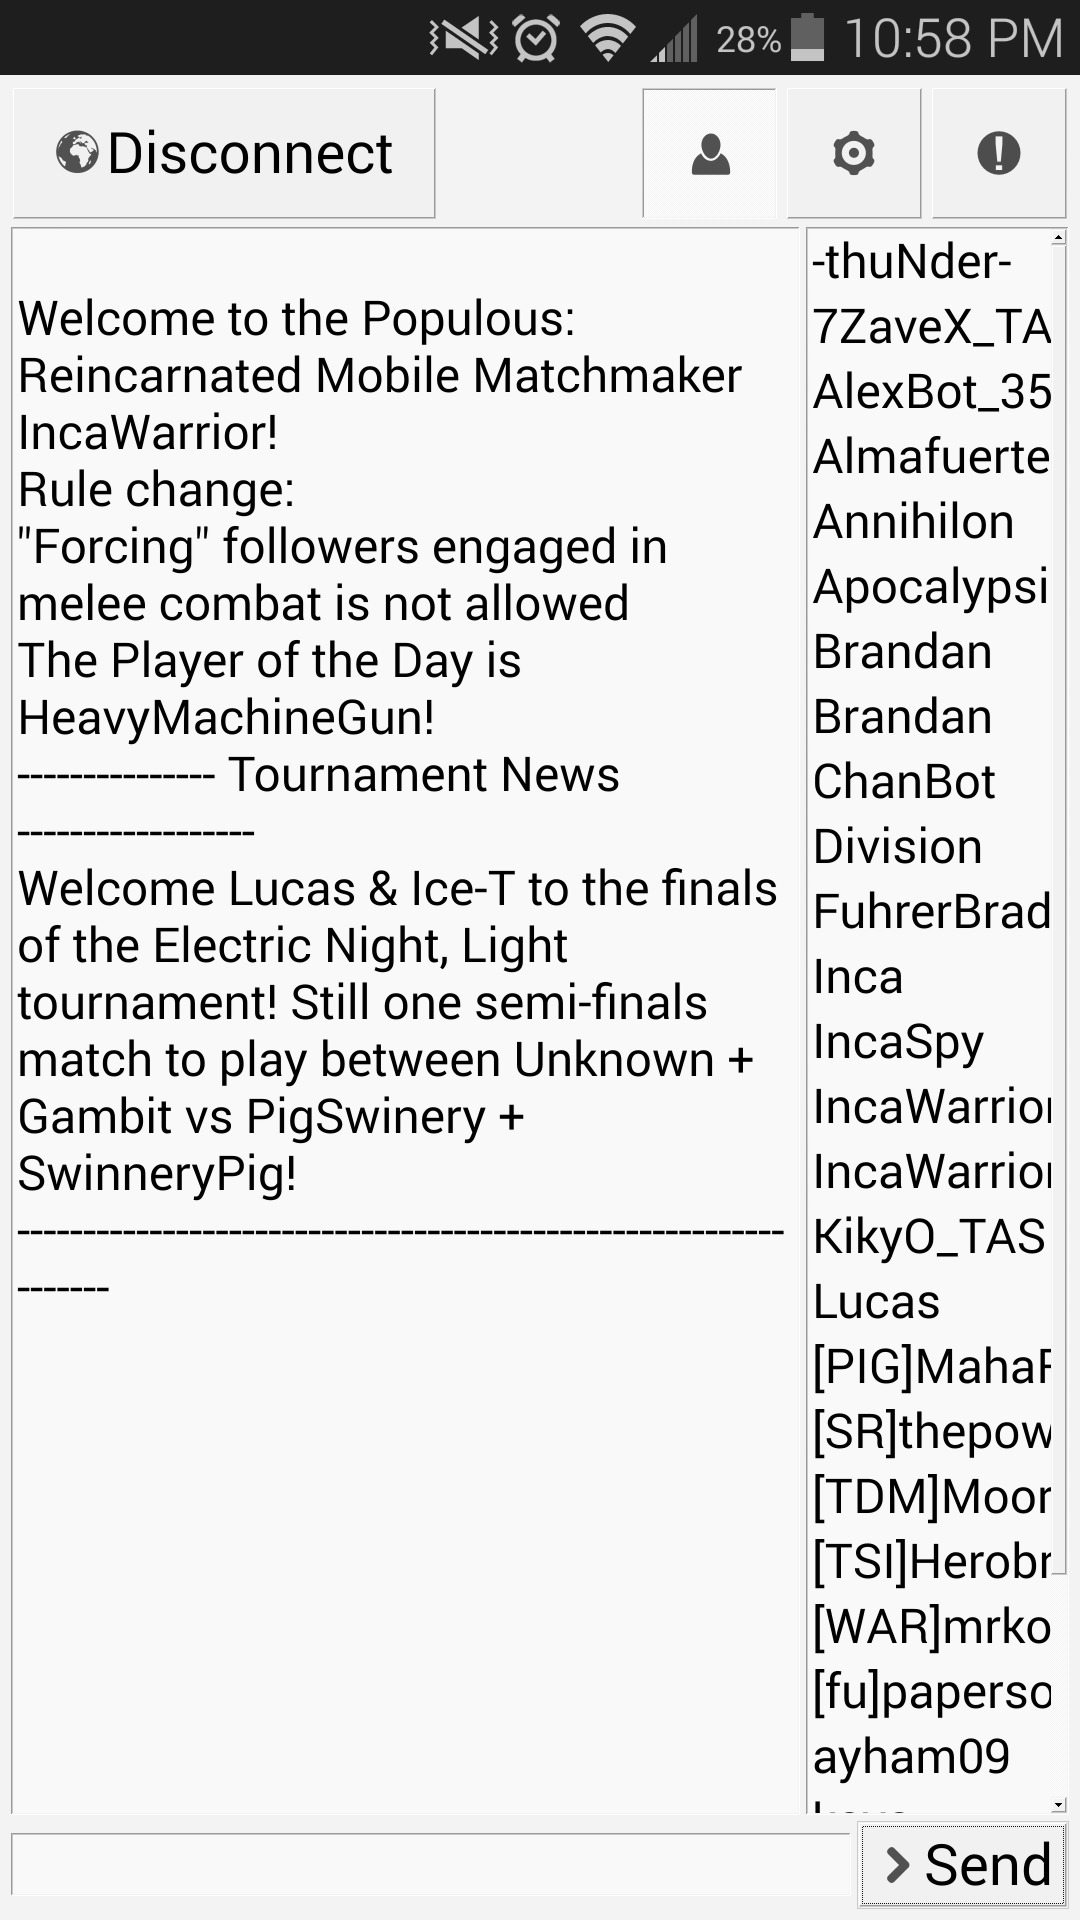 28% 10:58 PM
Disconnect
Welcome to the Populous:
Reincarnated Mobile Matchmaker
IncaWarrior!
Rule change:
"Forcing" followers engaged in
melee combat is not allowed
The Player of the Day is
HeavyMachineGun!
--------------- Tournament News
------------------
Welcome Lucas & Ice-T to the finals
of the Electric Night, Light
tournament! Still one semi-finals
match to play between Unknown +
Gambit vs PigSwinery +
SwinneryPig!
----------------------------------------------------------
-------
-thuNder-
7ZaveX_TA
AlexBot_35
Almafuerte
Annihilon
Apocalypsi
Brandan
Brandan
ChanBot
Division
FuhrerBrad
Inca
IncaSpy
IncaWarrior
IncaWarrior
KikyO_TAS
Lucas
[PIG]Maha
[SR]thepow
[TDM]Moor
[TSI]Herobr
[WAR]mrko
[fu]paperso
ayham09
Send